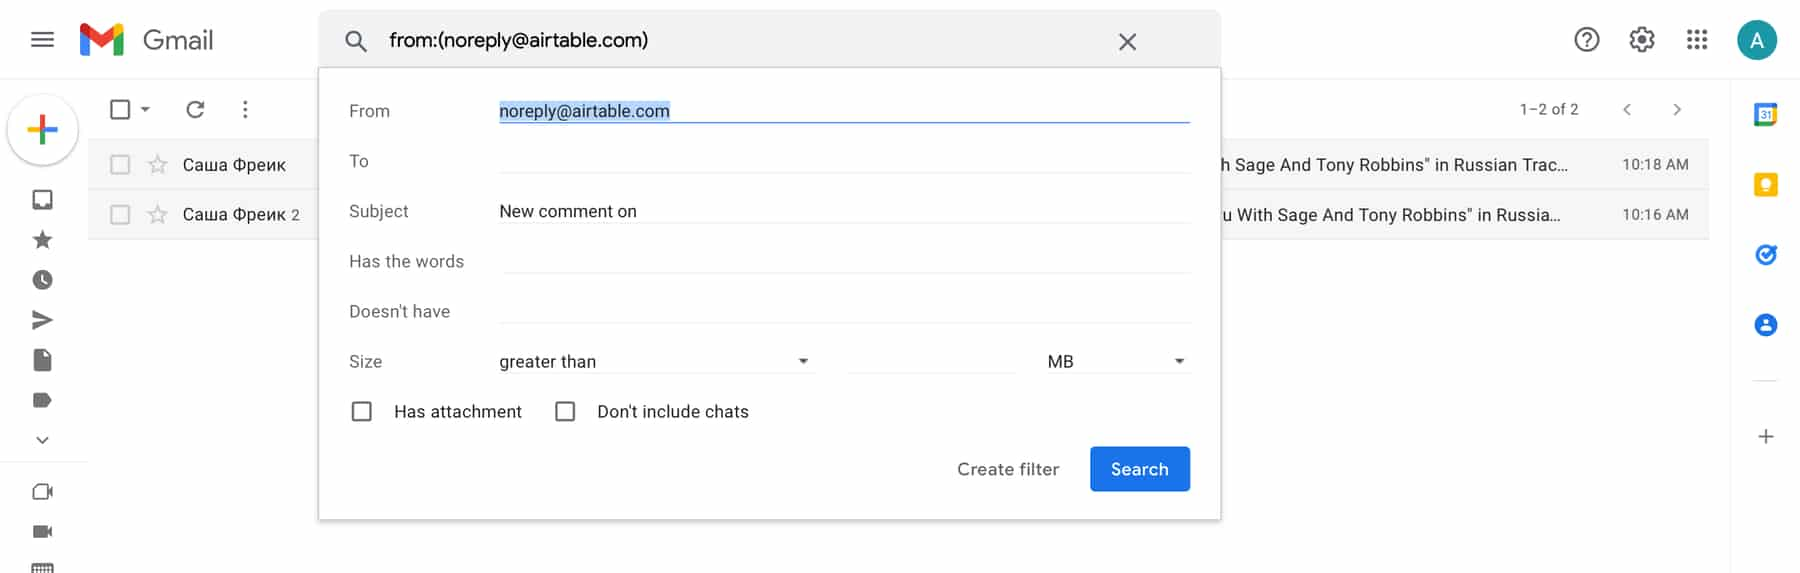 Gmail
from:(noreply@airtable.com)
A
From noreply@airtable.com
To
Subject New comment on
Has the words
Doesn't have
Size greater than MB
Has attachment Don't include chats
Create filter Search
1–2 of 2
Саша Фреик h Sage And Tony Robbins" in Russian Trac... 10:18 AM
Саша Фреик 2 u With Sage And Tony Robbins" in Russia... 10:16 AM
31